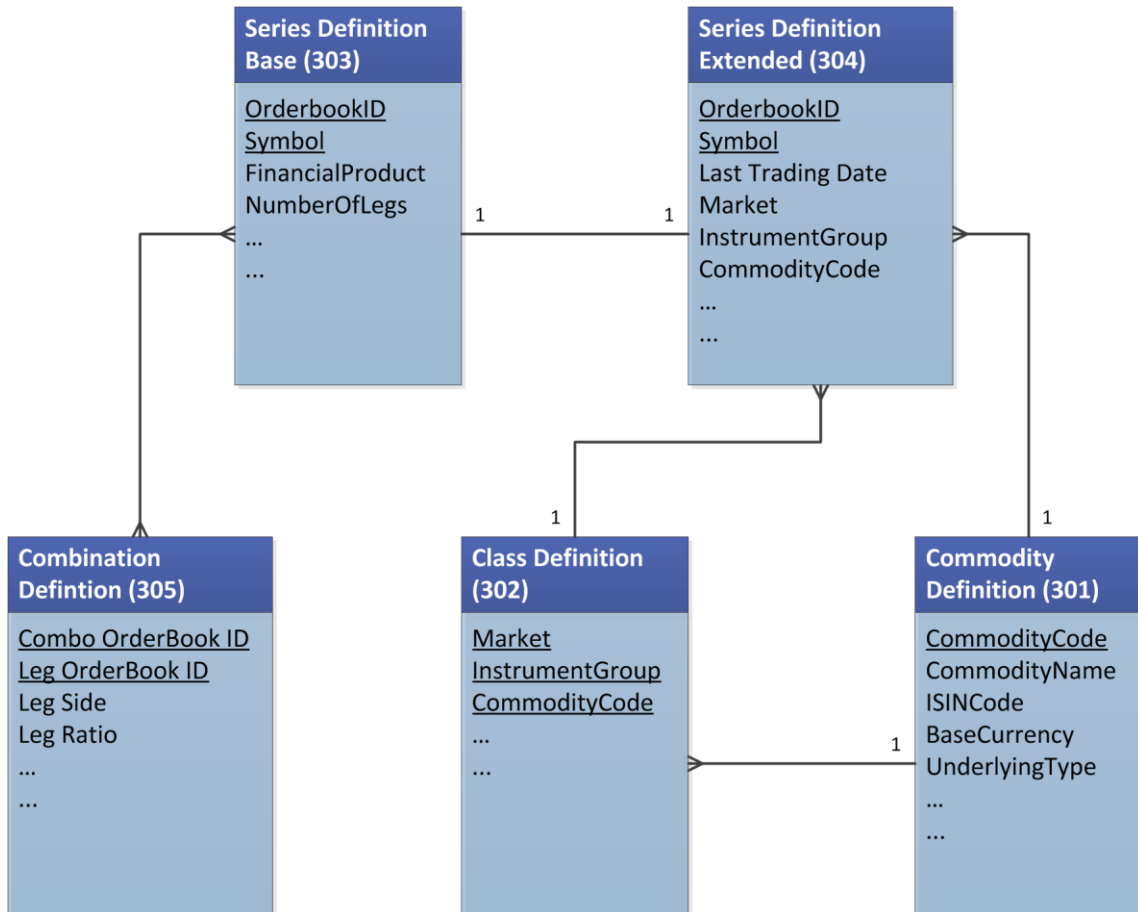 Series Definition
Base (303)
OrderbookID
Symbol
FinancialProduct
NumberOfLegs
...
...
Series Definition
Extended (304)
OrderbookID
Symbol
Last Trading Date
Market
InstrumentGroup
CommodityCode
...
...
1
1
1
1
Combination
Defintion (305)
Combo OrderBook ID
Leg OrderBook ID
Leg Side
Leg Ratio
...
...
Class Definition
(302)
Market
InstrumentGroup
CommodityCode
...
...
1
Commodity
Definition (301)
CommodityCode
CommodityName
ISINCode
BaseCurrency
UnderlyingType
...
...